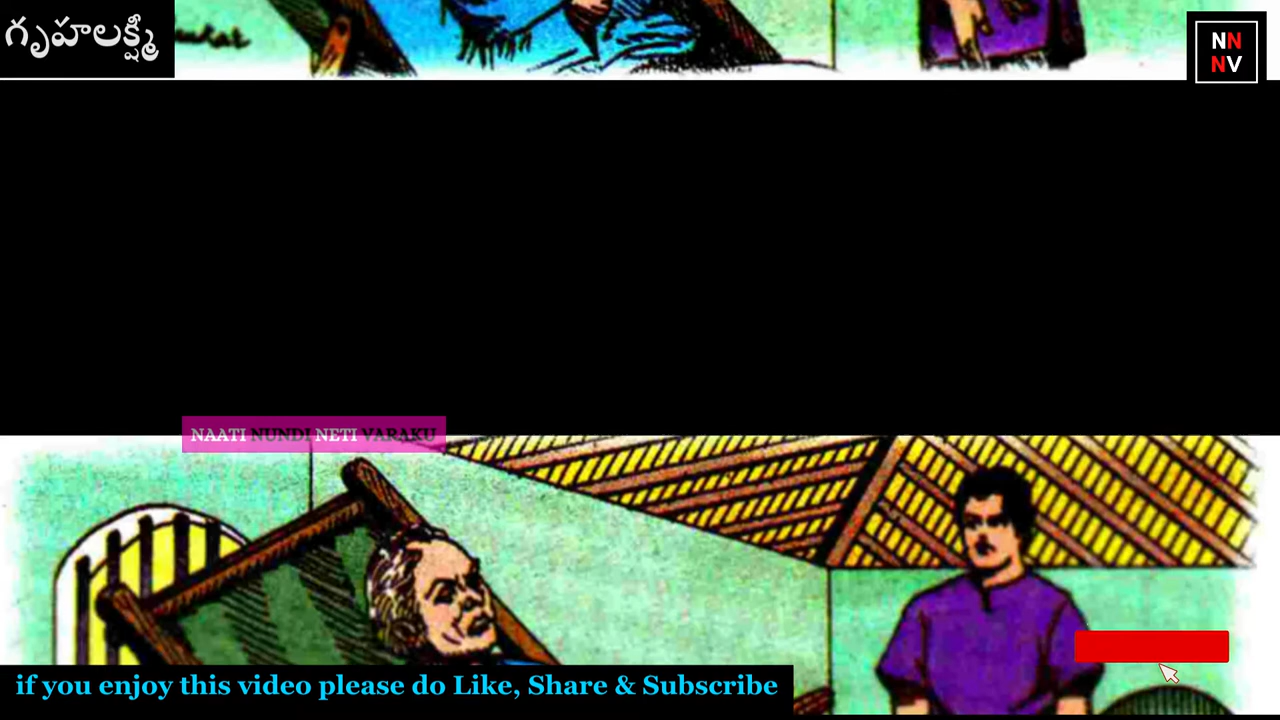 గృహలక్ష్మి
NN
NV
NAATI NUNDI NETI VARAKU
if you enjoy this video please do Like, Share & Subscribe